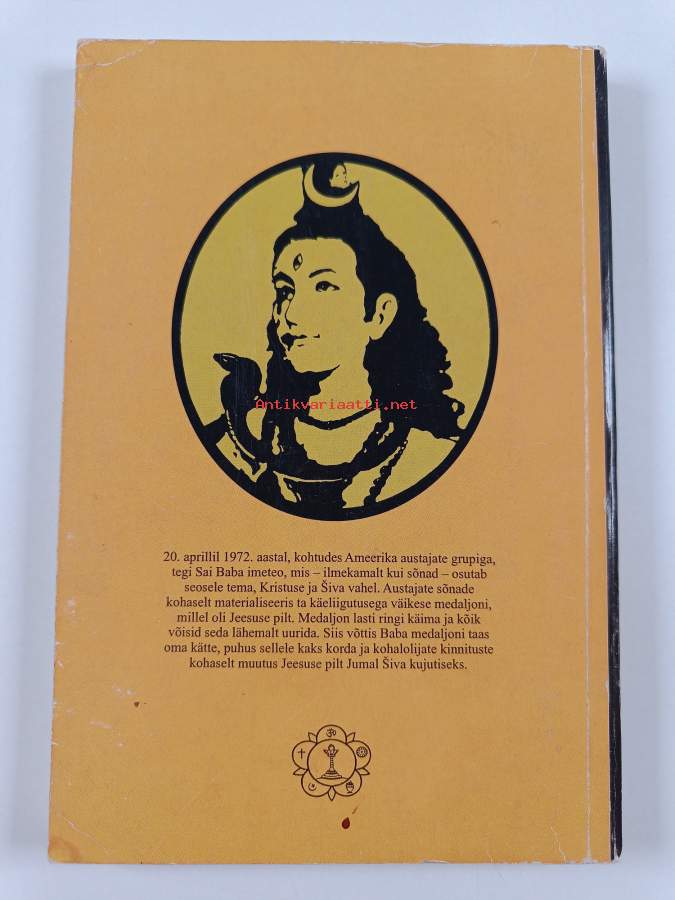 Antikvariaatti.net
20. aprillil 1972. aastal, kohtudes Ameerika austajate grupiga,
tegi Sai Baba imeteo, mis – ilmekamalt kui sõnad – osutab
seosele tema, Kristuse ja Šiva vahel. Austajate sõnade
kohaselt materialiseeris ta käeliigutusega väikese medaljoni,
millel oli Jeesuse pilt. Medaljon lasti ringi käima ja kõik
võisid seda lähemalt uurida. Siis võttis Baba medaljoni taas
oma kätte, puhus sellele kaks korda ja kohalolijate kinnituste
kohaselt muutus Jeesuse pilt Jumal Šiva kujutiseks.
ॐ